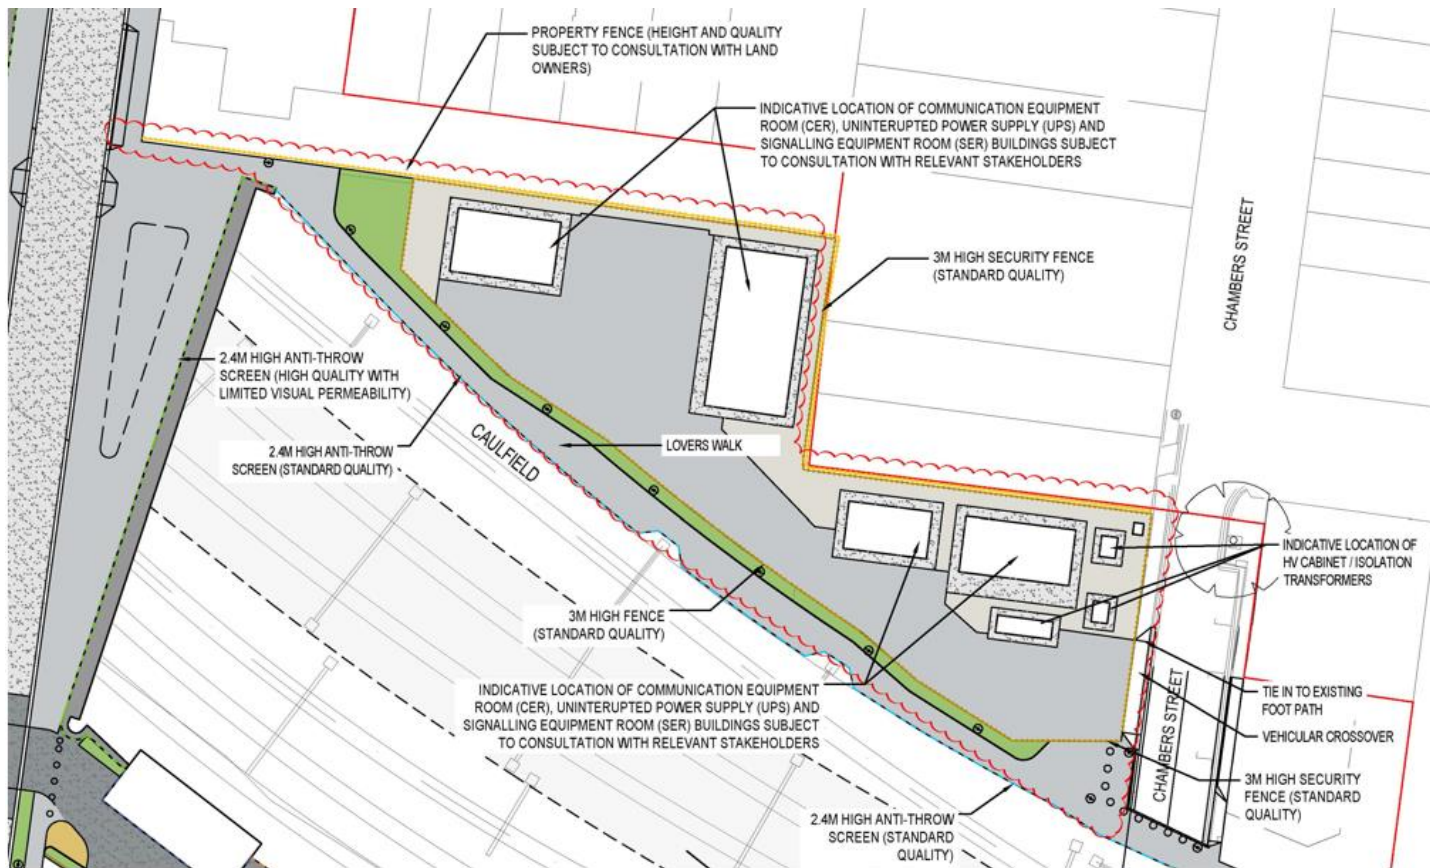 PROPERTY FENCE (HEIGHT AND QUALITY
SUBJECT TO CONSULTATION WITH LAND
OWNERS)
INDICATIVE LOCATION OF COMMUNICATION EQUIPMENT
ROOM (CER), UNINTERUPTED POWER SUPPLY (UPS) AND
SIGNALLING EQUIPMENT ROOM (SER) BUILDINGS SUBJECT
TO CONSULTATION WITH RELEVANT STAKEHOLDERS
CHAMBERS STREET
3M HIGH SECURITY FENCE
(STANDARD QUALITY)
2.4M HIGH ANTI-THROW
SCREEN (HIGH QUALITY WITH
LIMITED VISUAL PERMEABILITY)
2.4M HIGH ANTI-THROW
SCREEN (STANDARD QUALITY)
CAULFIELD
LOVERS WALK
INDICATIVE LOCATION OF
HV CABINET / ISOLATION
TRANSFORMERS
3M HIGH FENCE
(STANDARD QUALITY)
INDICATIVE LOCATION OF COMMUNICATION EQUIPMENT
ROOM (CER), UNINTERUPTED POWER SUPPLY (UPS) AND
SIGNALLING EQUIPMENT ROOM (SER) BUILDINGS SUBJECT
TO CONSULTATION WITH RELEVANT STAKEHOLDERS
TIE IN TO EXISTING
FOOT PATH
CHAMBERS STREET
VEHICULAR CROSSOVER
3M HIGH SECURITY
FENCE (STANDARD
QUALITY)
2.4M HIGH ANTI-THROW
SCREEN (STANDARD
QUALITY)